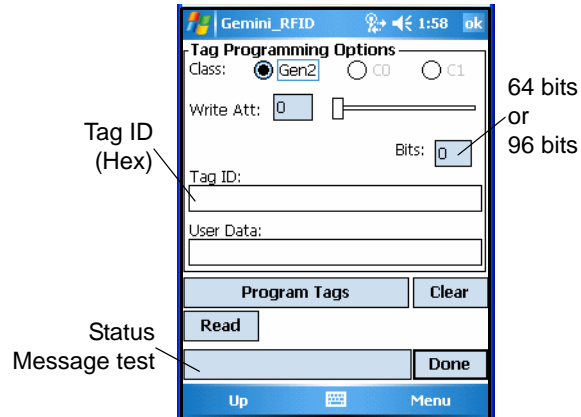 Gemini_RFID 1:58 ok
Tag Programming Options
Class: Gen2 C0 C1
Write Att: 0
64 bits
or
96 bits
Bits: 0
Tag ID
(Hex)
Tag ID:
User Data:
Program Tags Clear
Read
Status
Message test
Done
Up Menu